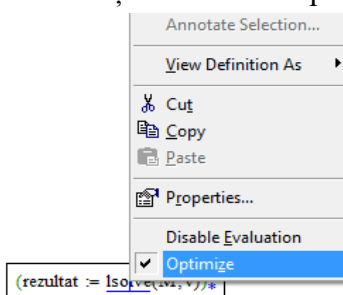 Annotate Selection...
View Definition As
Cut
Copy
Paste
Properties...
Disable Evaluation
Optimize
(rezultat := lsolve(M,v))*